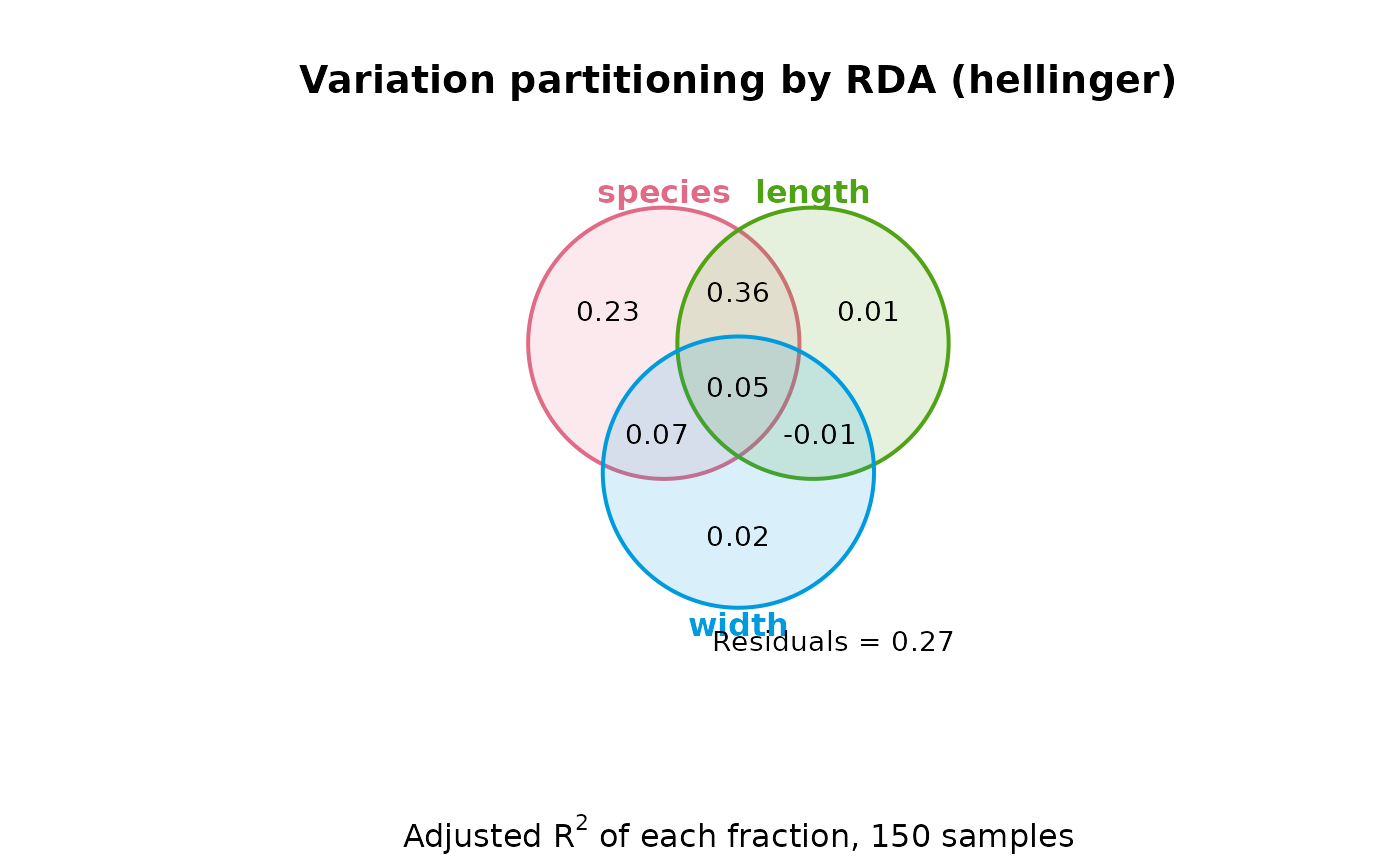 Variation partitioning by RDA (hellinger)
species length
0.36
0.23 0.01
0.05
0.07 -0.01
0.02
width
Residuals = 0.27
Adjusted R² of each fraction, 150 samples